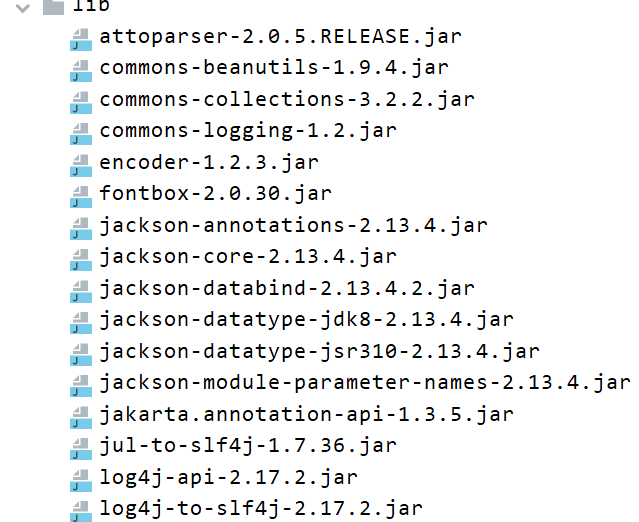 lib
attoparser-2.0.5.RELEASE.jar
commons-beanutils-1.9.4.jar
commons-collections-3.2.2.jar
commons-logging-1.2.jar
encoder-1.2.3.jar
fontbox-2.0.30.jar
jackson-annotations-2.13.4.jar
jackson-core-2.13.4.jar
jackson-databind-2.13.4.2.jar
jackson-datatype-jdk8-2.13.4.jar
jackson-datatype-jsr310-2.13.4.jar
jackson-module-parameter-names-2.13.4.jar
jakarta.annotation-api-1.3.5.jar
jul-to-slf4j-1.7.36.jar
log4j-api-2.17.2.jar
log4j-to-slf4j-2.17.2.jar